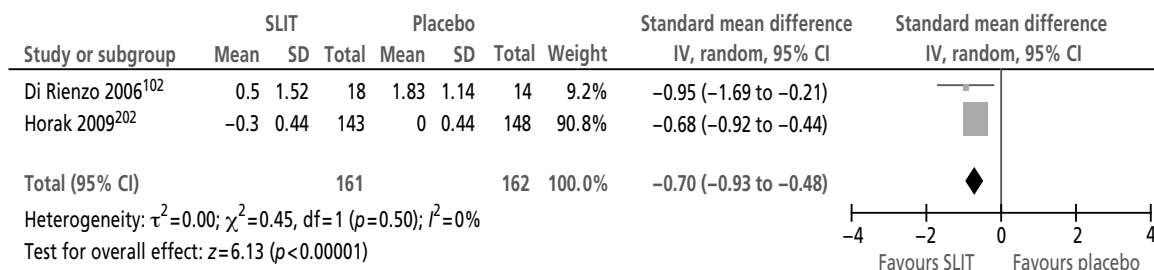 SLIT Placebo Standard mean difference Standard mean difference
Study or subgroup Mean SD Total Mean SD Total Weight IV, random, 95% CI IV, random, 95% CI
Di Rienzo 2006102 0.5 1.52 18 1.83 1.14 14 9.2% −0.95 (−1.69 to −0.21)
Horak 2009202 −0.3 0.44 143 0 0.44 148 90.8% −0.68 (−0.92 to −0.44)
Total (95% CI) 161 162 100.0% −0.70 (−0.93 to −0.48)
Heterogeneity: τ2=0.00; χ2=0.45, df=1 (p=0.50); I2=0%
Test for overall effect: z=6.13 (p<0.00001)
−4 −2 0 2 4
Favours SLIT Favours placebo